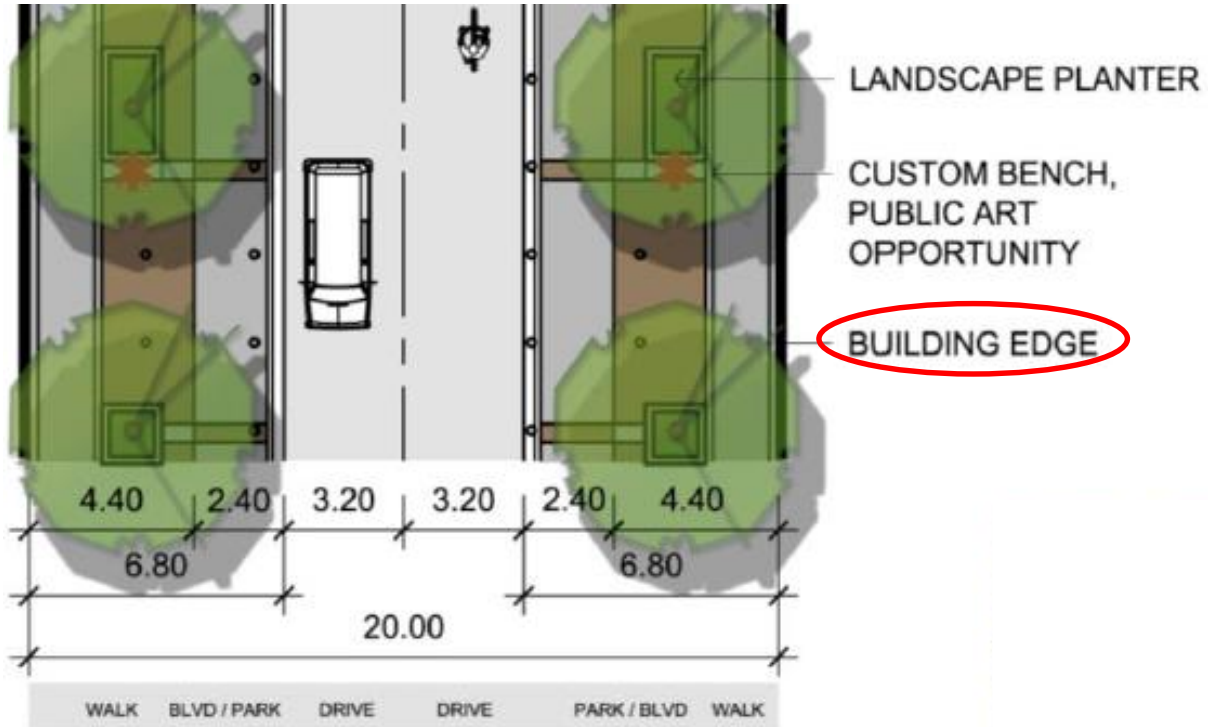 LANDSCAPE PLANTER
CUSTOM BENCH,
PUBLIC ART
OPPORTUNITY
BUILDING EDGE
4.40 2.40 3.20 3.20 2.40 4.40
6.80 6.80
20.00
WALK BLVD / PARK DRIVE DRIVE PARK / BLVD WALK